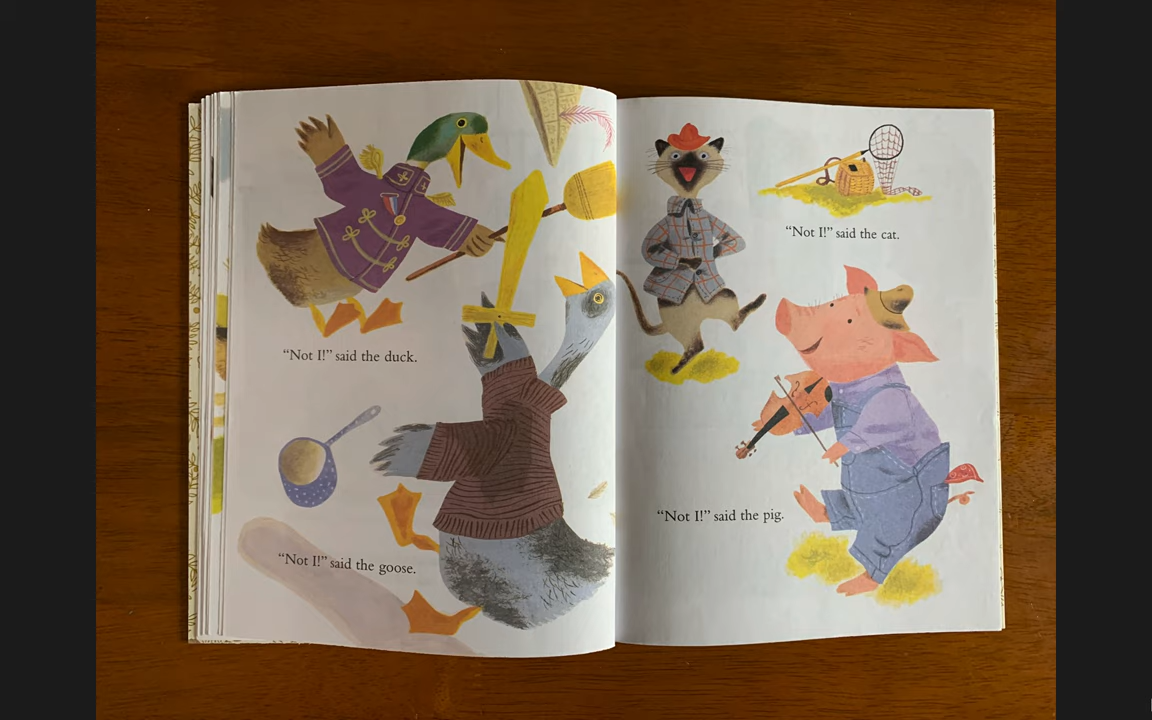 “Not I!” said the duck.
“Not I!” said the goose.
“Not I!” said the cat.
“Not I!” said the pig.